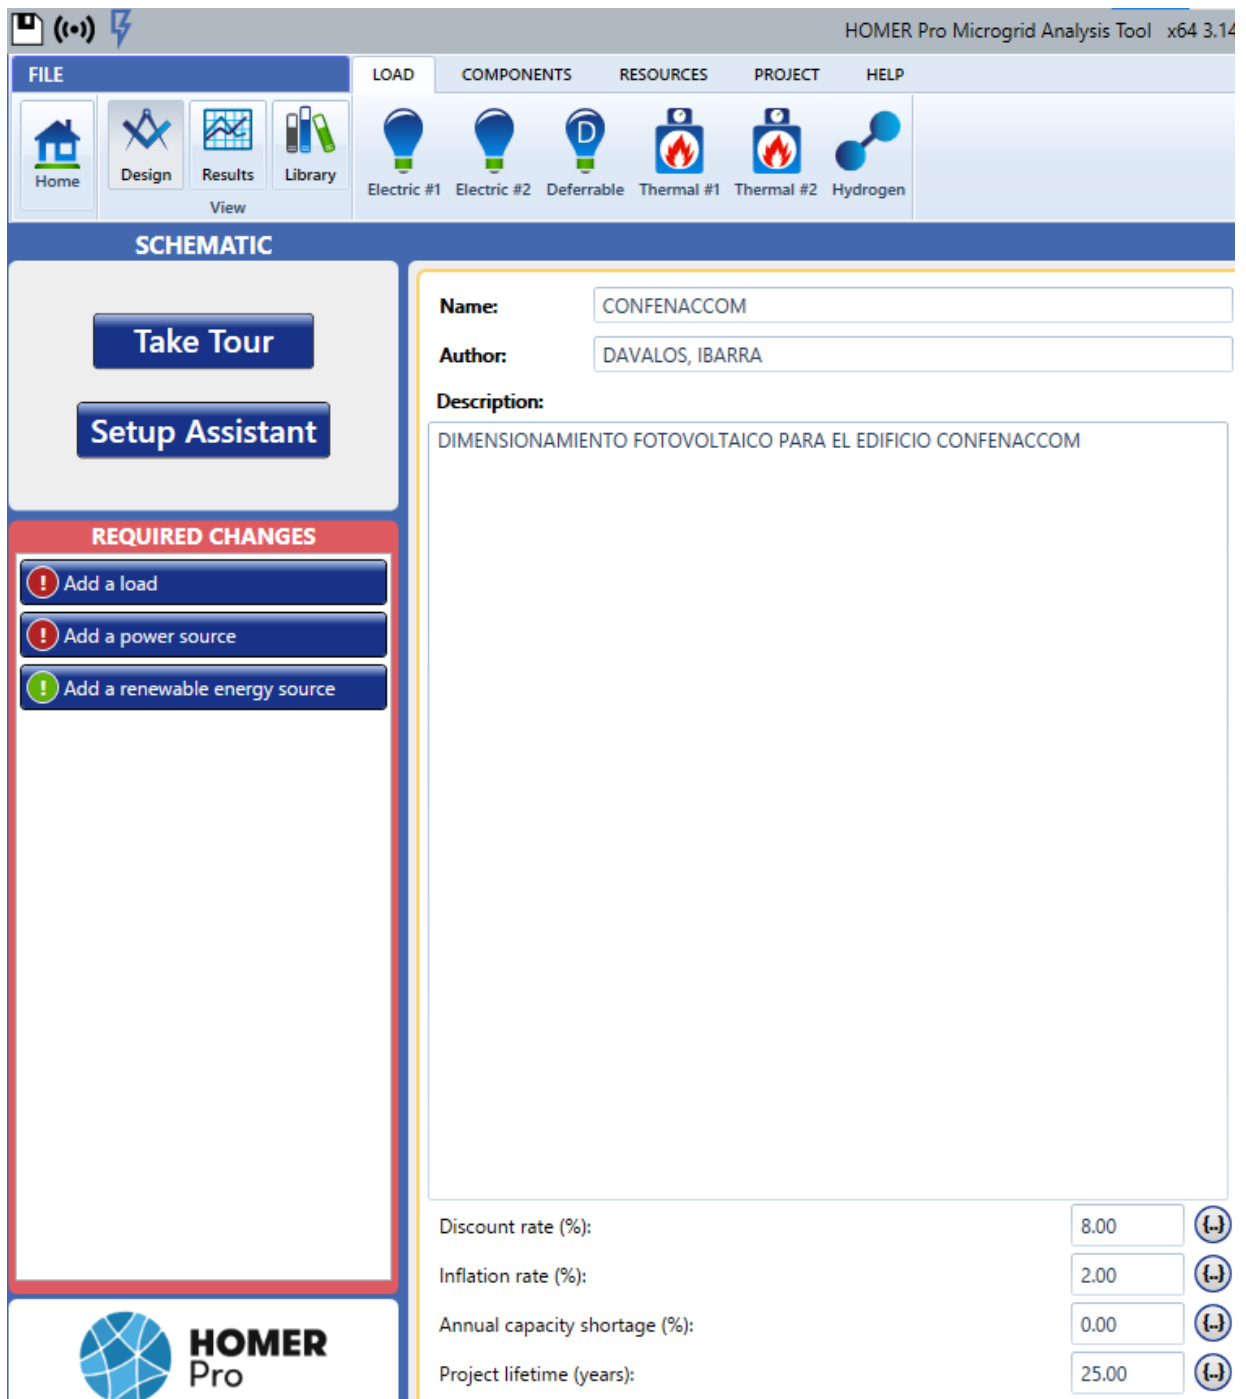 HOMER Pro Microgrid Analysis Tool x64 3.14
FILE
LOAD COMPONENTS RESOURCES PROJECT HELP
Home
Design
Results
Library
View
Electric #1
Electric #2
D
Deferrable
Thermal #1
Thermal #2
Hydrogen
SCHEMATIC
Take Tour
Setup Assistant
REQUIRED CHANGES
! Add a load
! Add a power source
! Add a renewable energy source
HOMER
Pro
Name: CONFENACCOM
Author: DAVALOS, IBARRA
Description:
DIMENSIONAMIENTO FOTOVOLTAICO PARA EL EDIFICIO CONFENACCOM
Discount rate (%): 8.00 {..}
Inflation rate (%): 2.00 {..}
Annual capacity shortage (%): 0.00 {..}
Project lifetime (years): 25.00 {..}